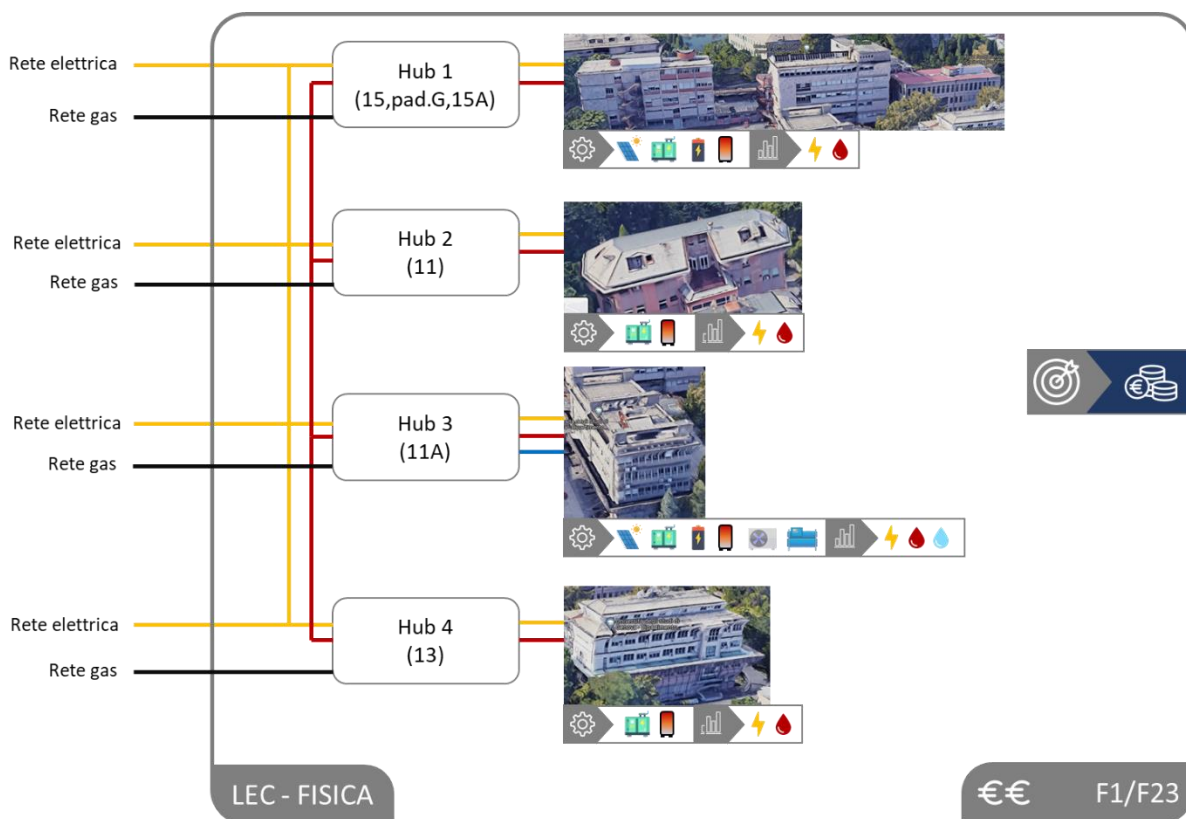 Rete elettrica
Rete gas
Hub 1
(15,pad.G,15A)
Rete elettrica
Rete gas
Hub 2
(11)
Rete elettrica
Rete gas
Hub 3
(11A)
€
Rete elettrica
Rete gas
Hub 4
(13)
LEC - FISICA
€€ F1/F23